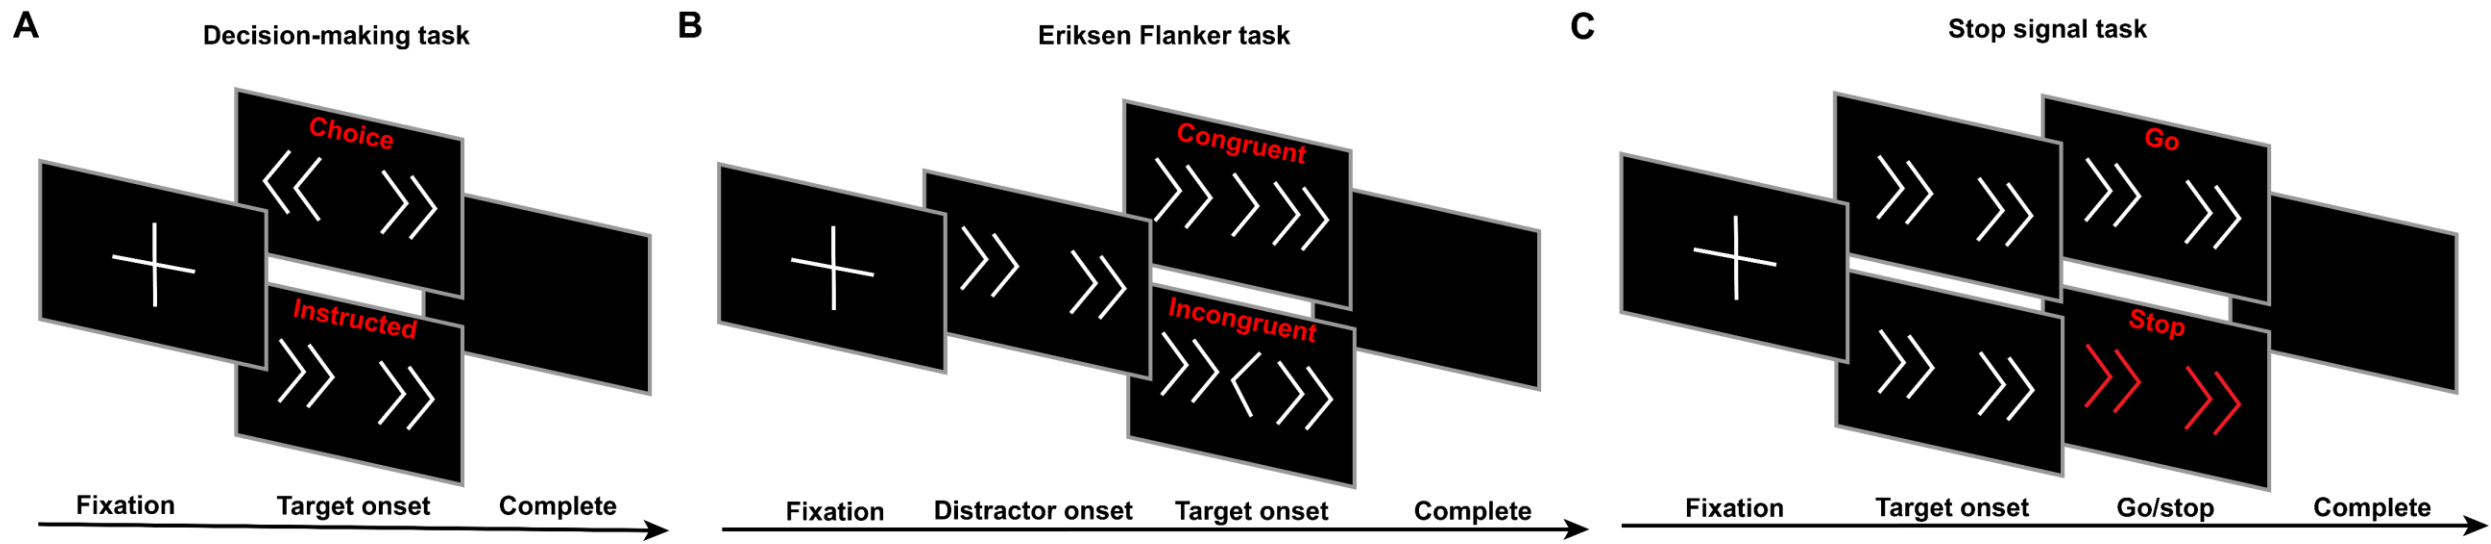 A
Decision-making task
Choice
Instructed
Fixation
Target onset
Complete
B
Eriksen Flanker task
Congruent
Incongruent
Fixation
Distractor onset
Target onset
Complete
C
Stop signal task
Go
Stop
Fixation
Target onset
Go/stop
Complete